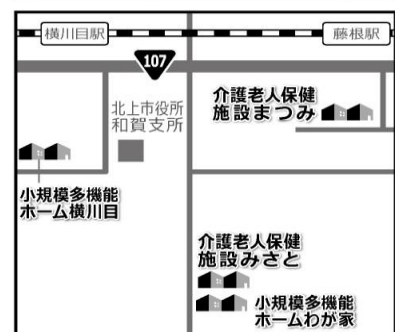 横川目駅
藤根駅
107
北上市役所
和賀支所
介護老人保健
施設まつみ
小規模多機能
ホーム横川目
介護老人保健
施設みさと
小規模多機能
ホームわが家